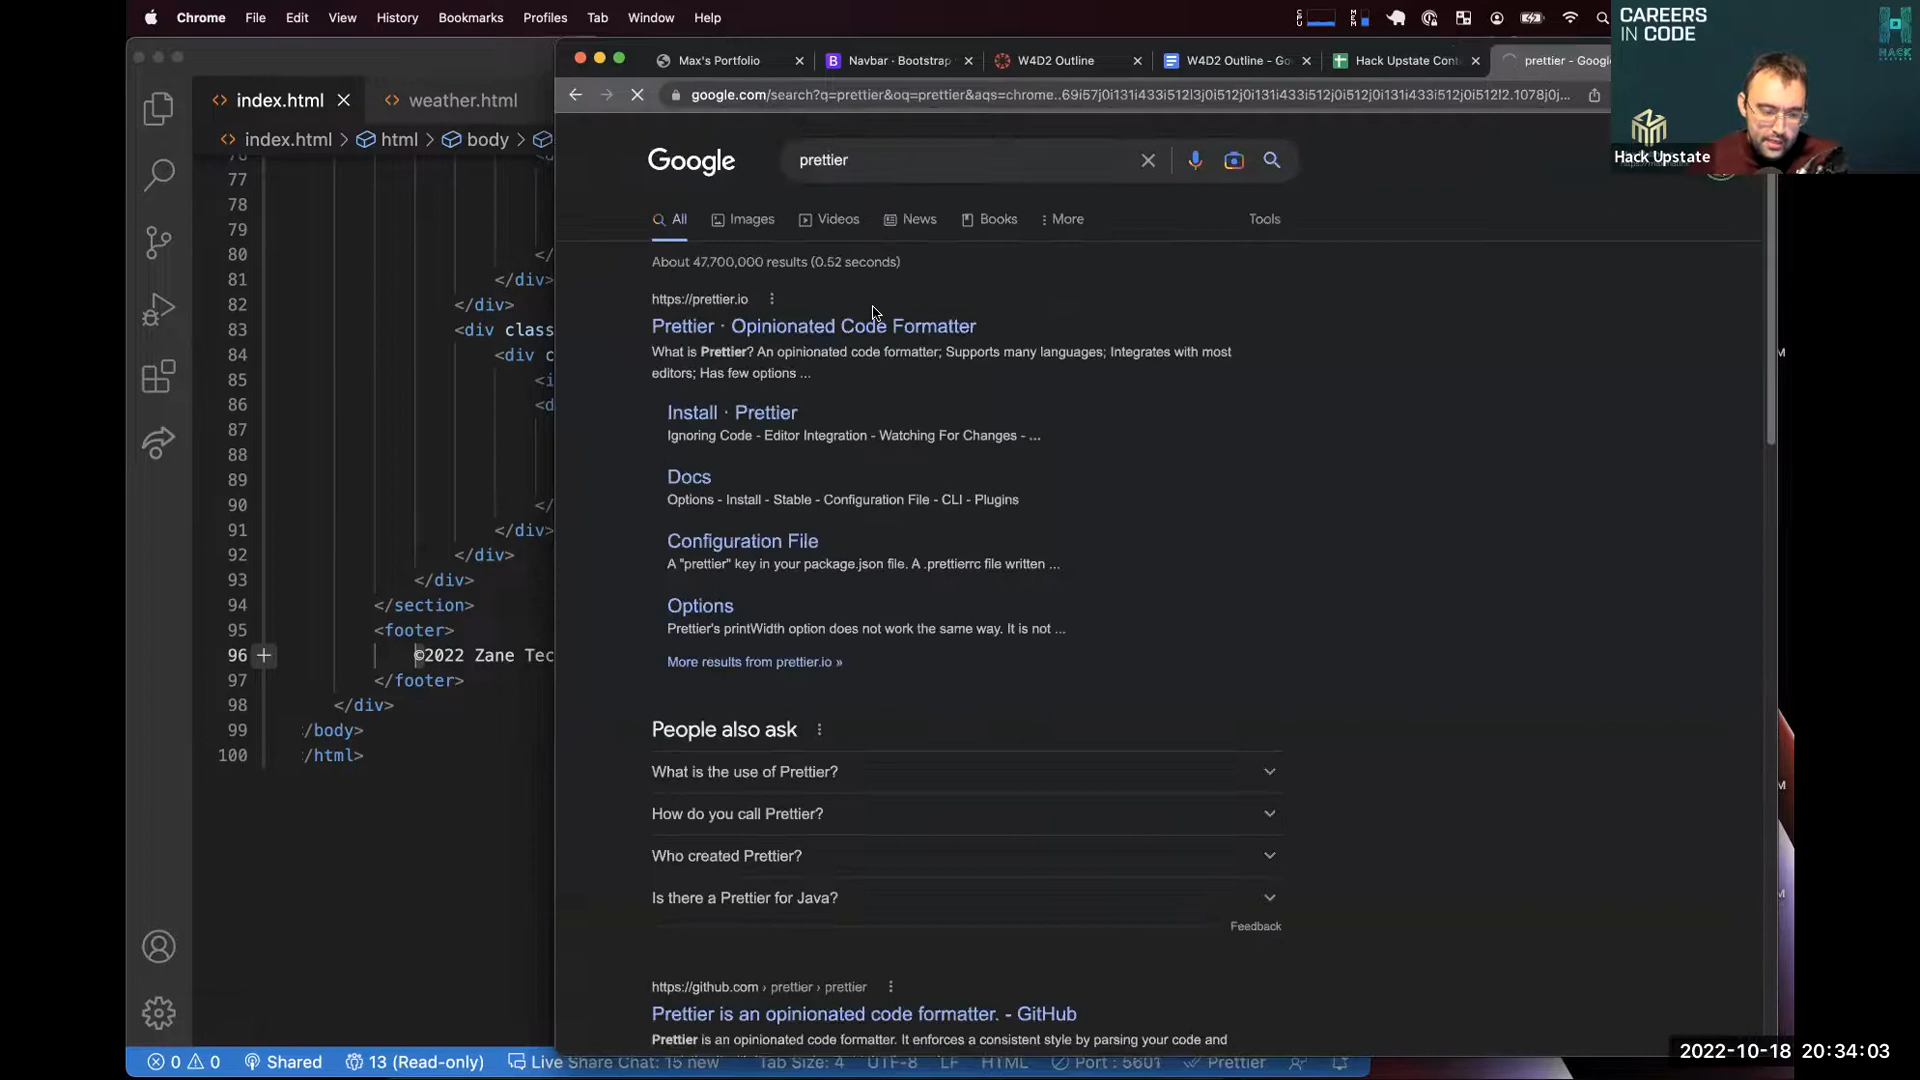 Chrome File Edit View History Bookmarks Profiles Tab Window Help
CAREERS
IN CODE
HACK
UPSTATE
Hack Upstate
index.html
weather.html
index.html > html > body >
Max's Portfolio
Navbar · Bootstrap
W4D2 Outline
W4D2 Outline - Go
Hack Upstate Cont
prettier - Google
google.com/search?q=prettier&oq=prettier&aqs=chrome..69i57j0i131i433i512l3j0i512j0i131i433i512j0i512j0i131i433i512j0i512l2.1078j0j...
Google
prettier
All Images Videos News Books More Tools
About 47,700,000 results (0.52 seconds)
https://prettier.io
Prettier · Opinionated Code Formatter
What is Prettier? An opinionated code formatter; Supports many languages; Integrates with most
editors; Has few options ...
Install · Prettier
Ignoring Code - Editor Integration - Watching For Changes - ...
Docs
Options - Install - Stable - Configuration File - CLI - Plugins
Configuration File
A "prettier" key in your package.json file. A .prettierrc file written ...
Options
Prettier's printWidth option does not work the same way. It is not ...
More results from prettier.io »
People also ask
What is the use of Prettier?
How do you call Prettier?
Who created Prettier?
Is there a Prettier for Java?
Feedback
https://github.com › prettier › prettier
Prettier is an opinionated code formatter. - GitHub
Prettier is an opinionated code formatter. It enforces a consistent style by parsing your code and
77
78
79
80 </
81 </div>
82 </div>
83 <div class
84 <div c
85 <i
86 <d
87
88
89
90 </
91 </div>
92 </div>
93 </div>
94 </section>
95 <footer>
96 ©2022 Zane Tec
97 </footer>
98 </div>
99 </body>
100 </html>
0 0 Shared 13 (Read-only) Live Share Chat: 15 new Tab Size: 4 UTF-8 LF HTML Port : 5601 Prettier
2022-10-18 20:34:03